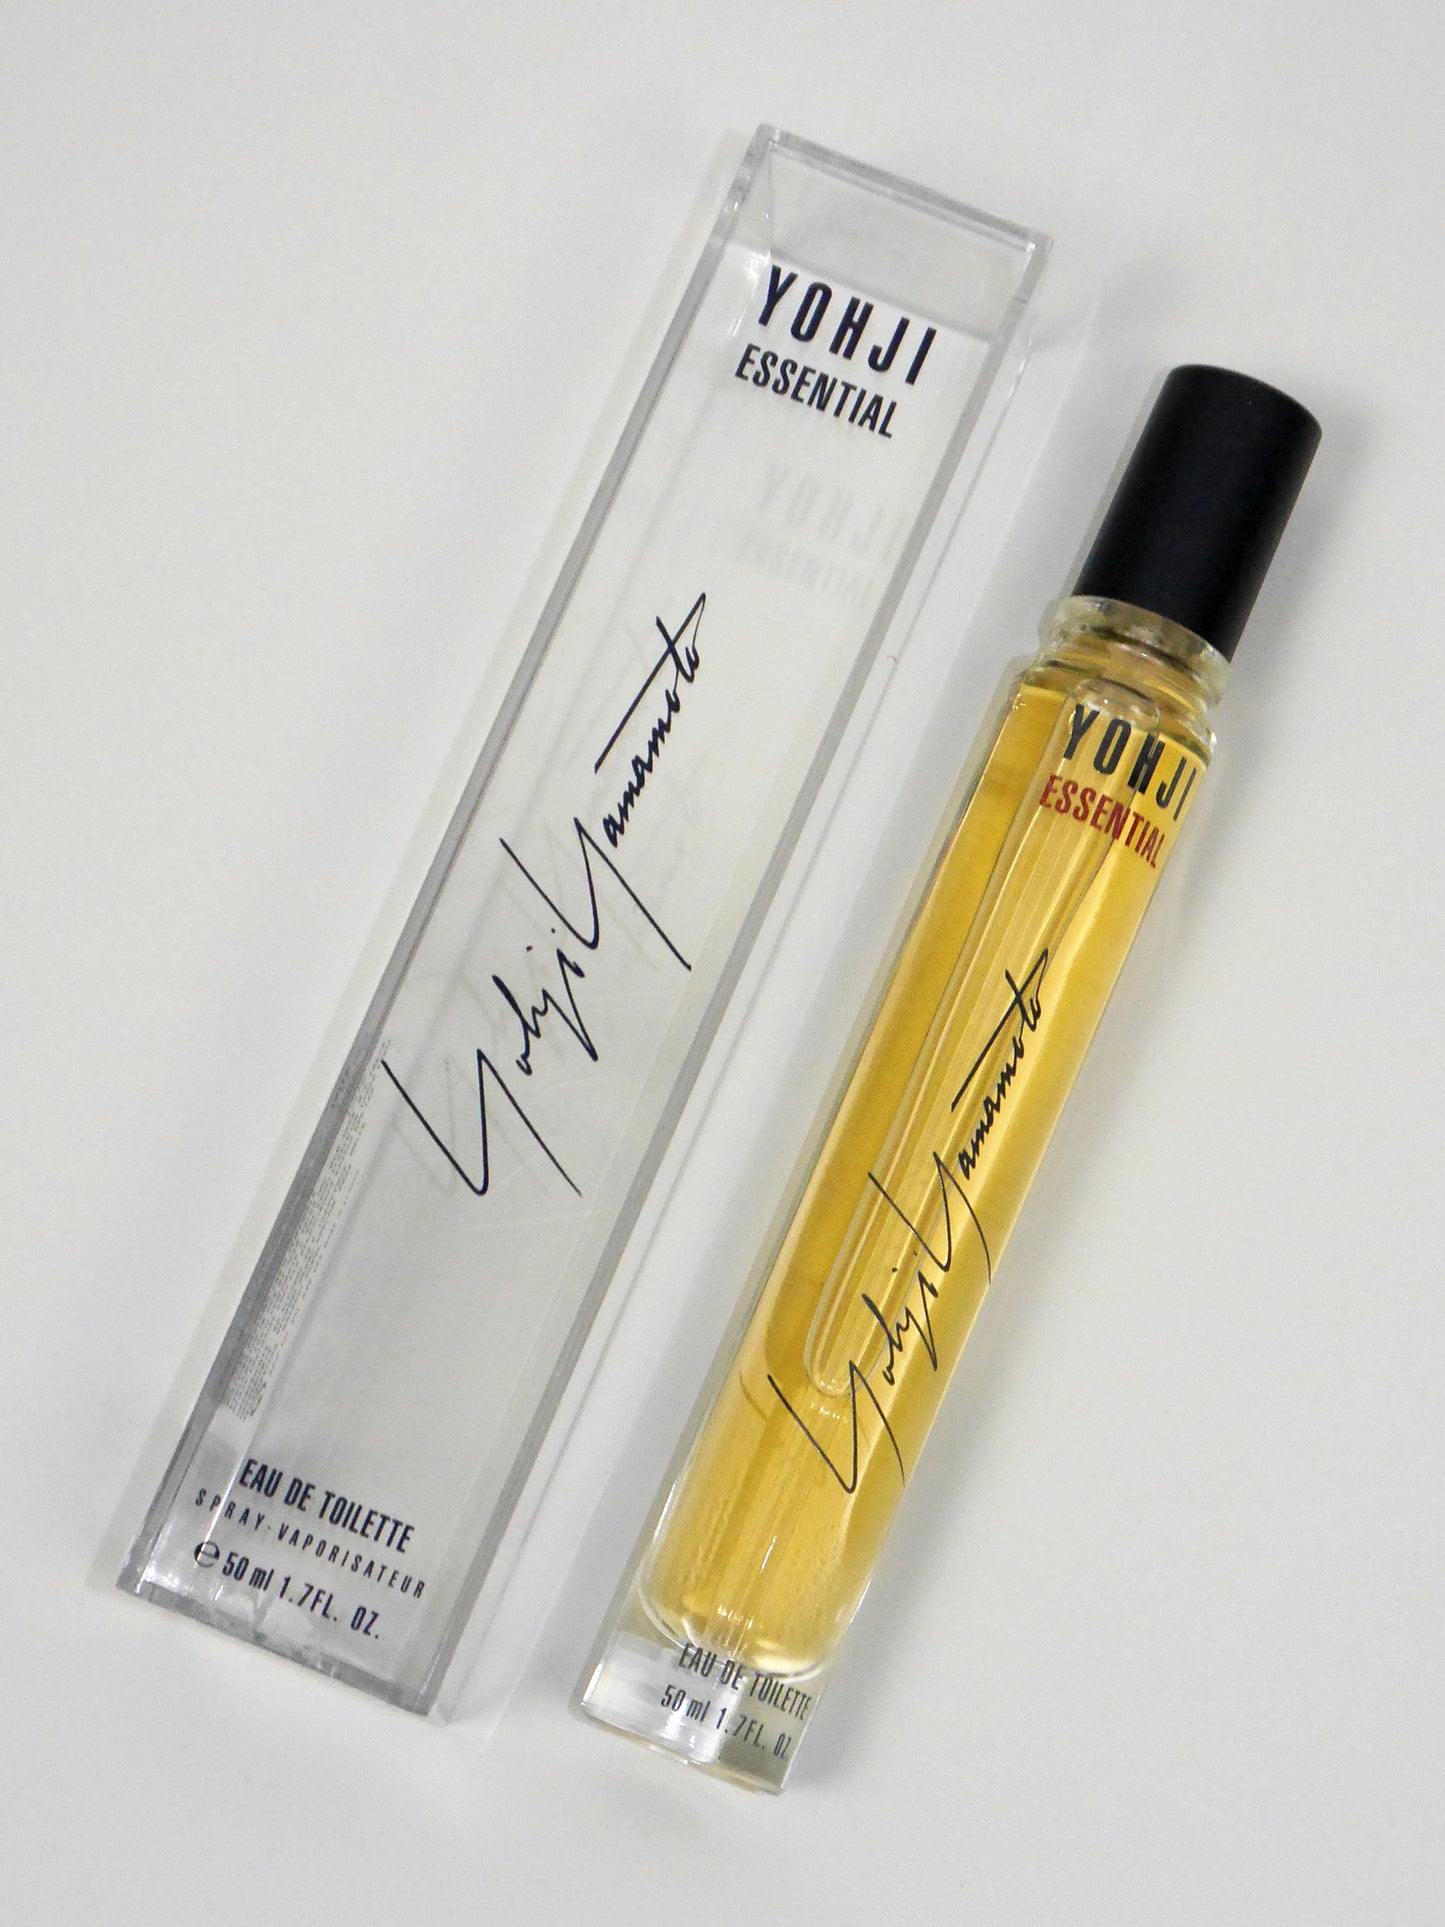 YOHJI
ESSENTIAL
Yohji Yamamoto
EAU DE TOILETTE
SPRAY-VAPORISATEUR
℮ 50 ml 1.7FL. OZ.
YOHJI
ESSENTIAL
Yohji Yamamoto
EAU DE TOILETTE
50 ml 1.7FL. OZ.